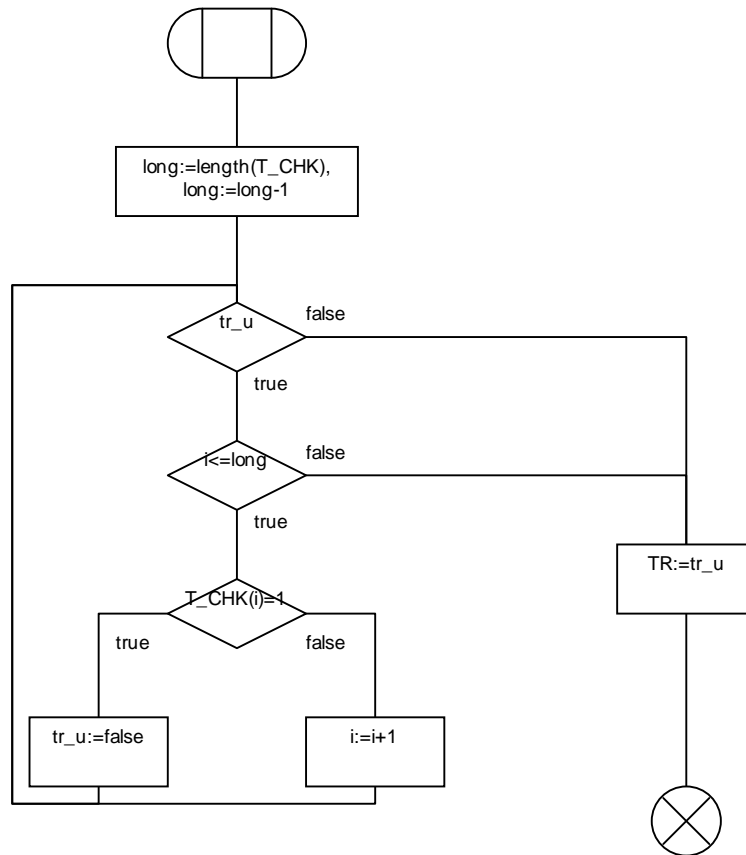 long:=length(T_CHK),
long:=long-1
tr_u
false
true
i<=long
false
true
T_CHK(i)=1
true
false
TR:=tr_u
tr_u:=false
i:=i+1